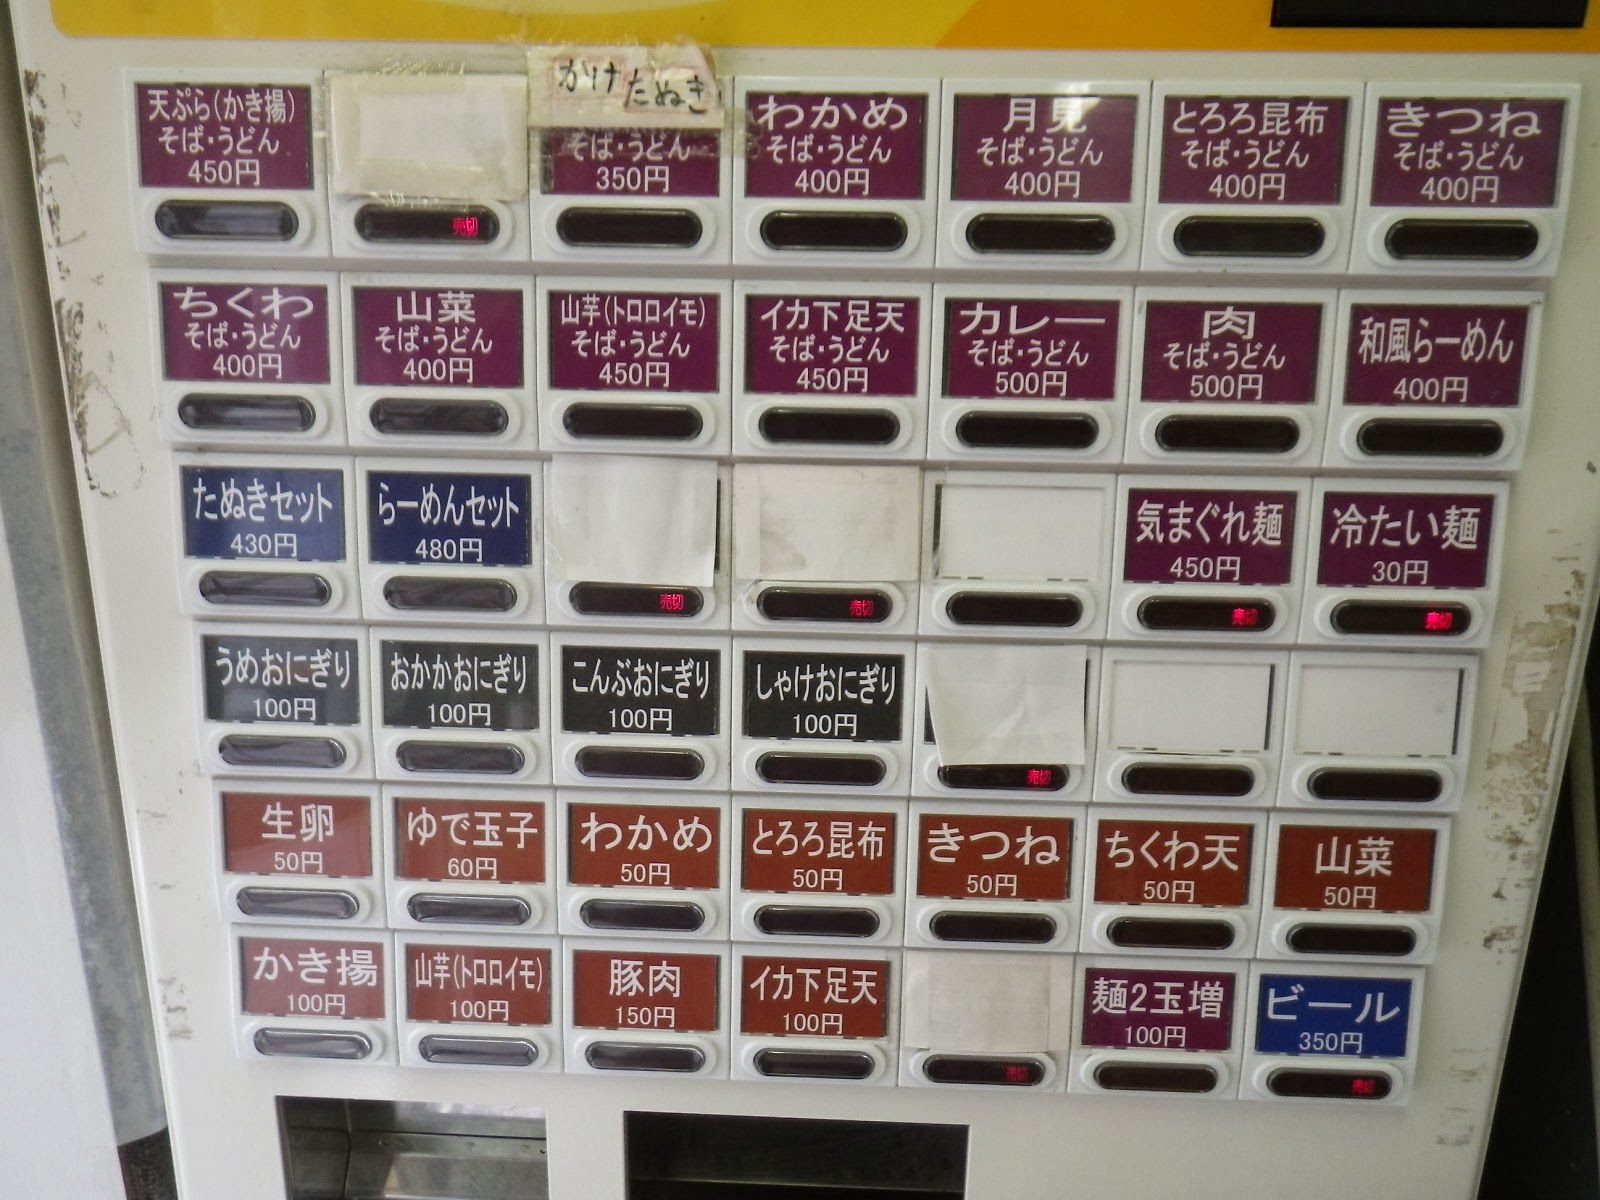 天ぷら(かき揚)
そば・うどん
450円
売切
かけ
たぬき
そば・うどん
350円
わかめ
そば・うどん
400円
月見
そば・うどん
400円
とろろ昆布
そば・うどん
400円
きつね
そば・うどん
400円
ちくわ
そば・うどん
400円
山菜
そば・うどん
400円
山芋(トロロイモ)
そば・うどん
450円
イカ下足天
そば・うどん
450円
カレー
そば・うどん
500円
肉
そば・うどん
500円
和風らーめん
400円
たぬきセット
430円
らーめんセット
480円
売切
売切
気まぐれ麺
450円
売切
冷たい麺
30円
売切
うめおにぎり
100円
おかかおにぎり
100円
こんぶおにぎり
100円
しゃけおにぎり
100円
売切
生卵
50円
ゆで玉子
60円
わかめ
50円
とろろ昆布
50円
きつね
50円
ちくわ天
50円
山菜
50円
かき揚
100円
山芋(トロロイモ)
100円
豚肉
150円
イカ下足天
100円
売切
麺2玉増
100円
ビール
350円
売切